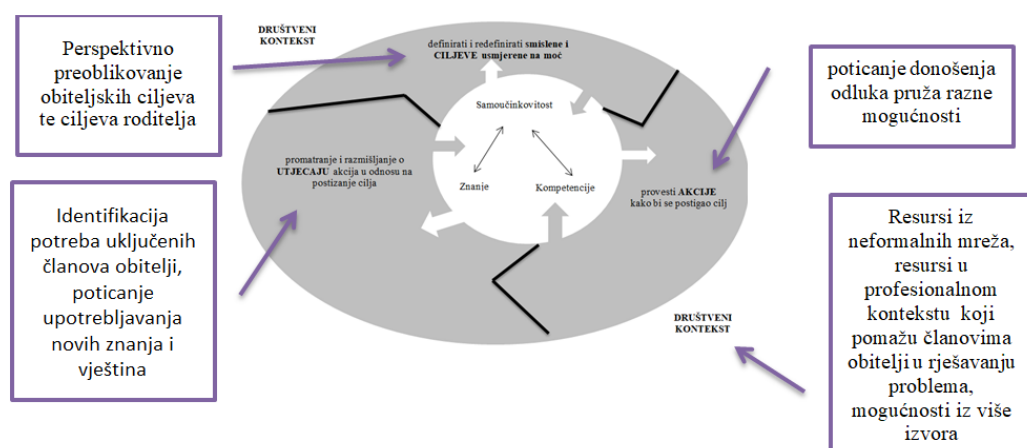 Perspektivno
preoblikovanje
obiteljskih ciljeva
te ciljeva roditelja
DRUŠTVENI
KONTEKST
definirati i redefinirati smislene i
CILJEVE usmjerene na moć
poticanje donošenja
odluka pruža razne
mogućnosti
Samoučinkovitost
Znanje
Kompetencije
promatranje i razmišljanje o
UTJECAJU akcija u odnosu na
postizanje cilja
provesti AKCIJE
kako bi se postigao cilj
Identifikacija
potreba uključenih
članova obitelji,
poticanje
upotrebljavanja
novih znanja i
vještina
DRUŠTVENI
KONTEKST
Resursi iz
neformalnih mreža,
resursi u
profesionalnom
kontekstu koji
pomažu članovima
obitelji u rješavanju
problema,
mogućnosti iz više
izvora